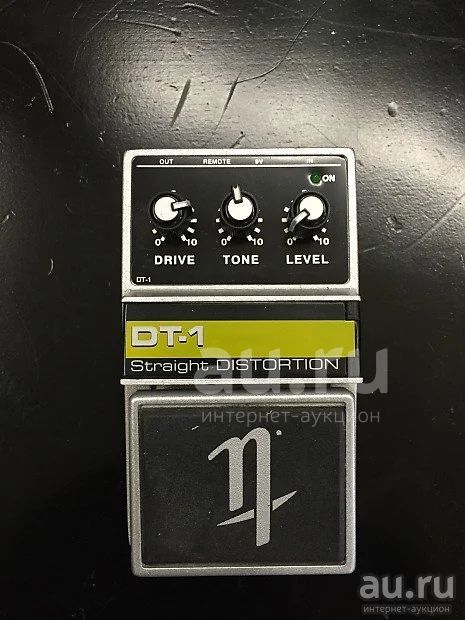 OUT REMOTE 9V IN
ON
0 10 0 10 0 10
DRIVE TONE LEVEL
DT-1
DT-1
Straight DISTORTION
au.ru
интернет-аукцион
au.ru
интернет-аукцион